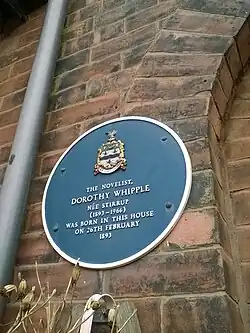 THE NOVELIST,
DOROTHY WHIPPLE
NÉE STIRRUP
(1893–1966)
WAS BORN IN THIS HOUSE
ON 26TH FEBRUARY
1893